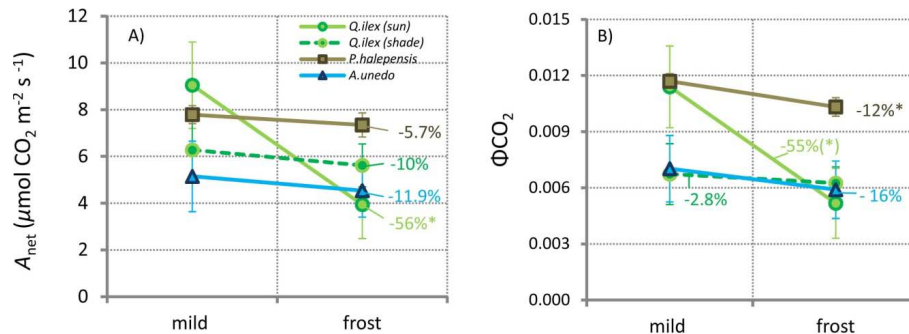 A)
Q.ilex (sun)
Q.ilex (shade)
P.halepensis
A.unedo
Anet (μmol CO2 m-2 s -1)
12
10
8
6
4
2
0
-5.7%
-10%
-11.9%
-56%*
mild
frost
B)
ΦCO2
0.015
0.012
0.009
0.006
0.003
0.000
-12%*
-55%(*)
-2.8%
- 16%
mild
frost